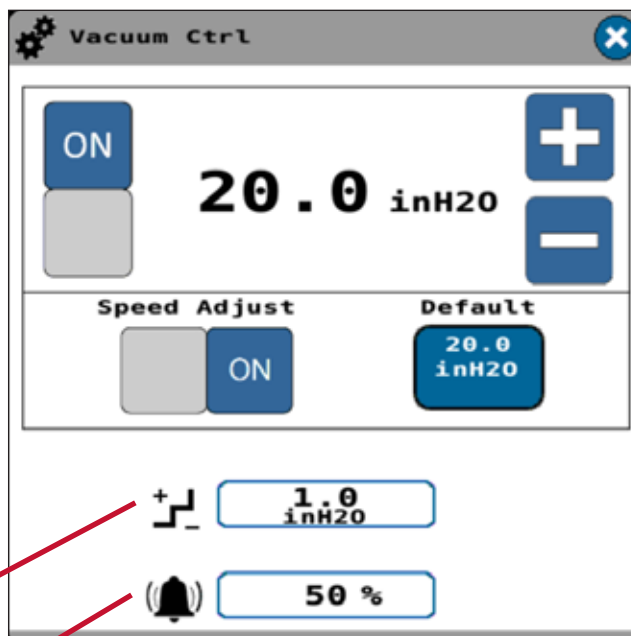 Vacuum Ctrl
ON
20.0 inH2O
Speed Adjust
Default
ON
20.0
inH2O
1.0
inH2O
50 %